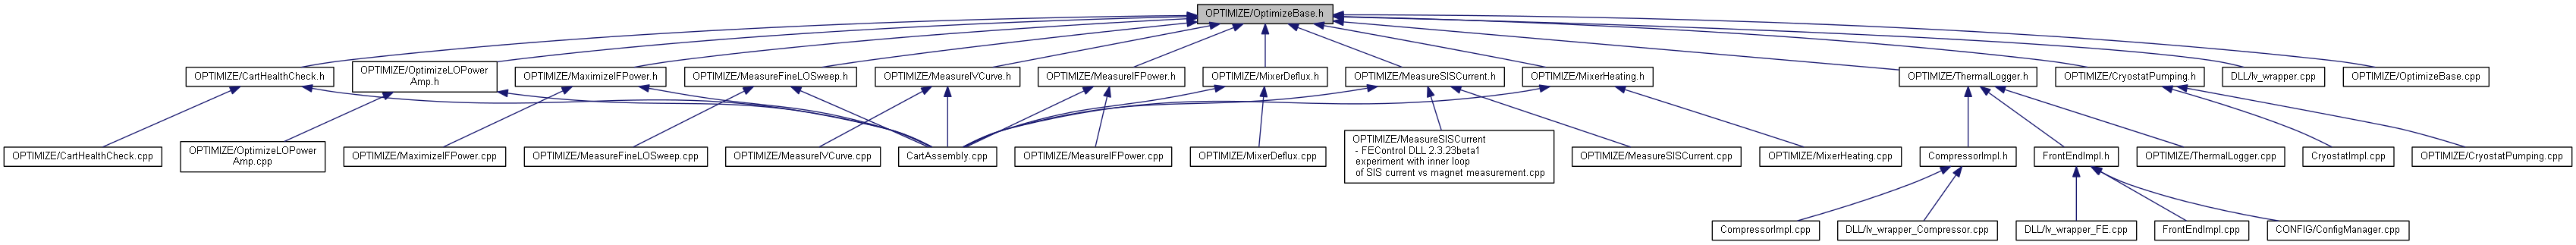 OPTIMIZE/OptimizeBase.h
OPTIMIZE/CartHealthCheck.h
OPTIMIZE/OptimizeLOPower
Amp.h
OPTIMIZE/MaximizeIFPower.h
OPTIMIZE/MeasureFineLOSweep.h
OPTIMIZE/MeasureIVCurve.h
OPTIMIZE/MeasureIFPower.h
OPTIMIZE/MixerDeflux.h
OPTIMIZE/MeasureSISCurrent.h
OPTIMIZE/MixerHeating.h
OPTIMIZE/ThermalLogger.h
OPTIMIZE/CryostatPumping.h
DLL/lv_wrapper.cpp
OPTIMIZE/OptimizeBase.cpp
OPTIMIZE/CartHealthCheck.cpp
OPTIMIZE/OptimizeLOPower
Amp.cpp
OPTIMIZE/MaximizeIFPower.cpp
OPTIMIZE/MeasureFineLOSweep.cpp
OPTIMIZE/MeasureIVCurve.cpp
CartAssembly.cpp
OPTIMIZE/MeasureIFPower.cpp
OPTIMIZE/MixerDeflux.cpp
OPTIMIZE/MeasureSISCurrent
- FEControl DLL 2.3.23beta1
experiment with inner loop
of SIS current vs magnet measurement.cpp
OPTIMIZE/MeasureSISCurrent.cpp
OPTIMIZE/MixerHeating.cpp
CompressorImpl.h
FrontEndImpl.h
OPTIMIZE/ThermalLogger.cpp
CryostatImpl.cpp
OPTIMIZE/CryostatPumping.cpp
CompressorImpl.cpp
DLL/lv_wrapper_Compressor.cpp
DLL/lv_wrapper_FE.cpp
FrontEndImpl.cpp
CONFIG/ConfigManager.cpp